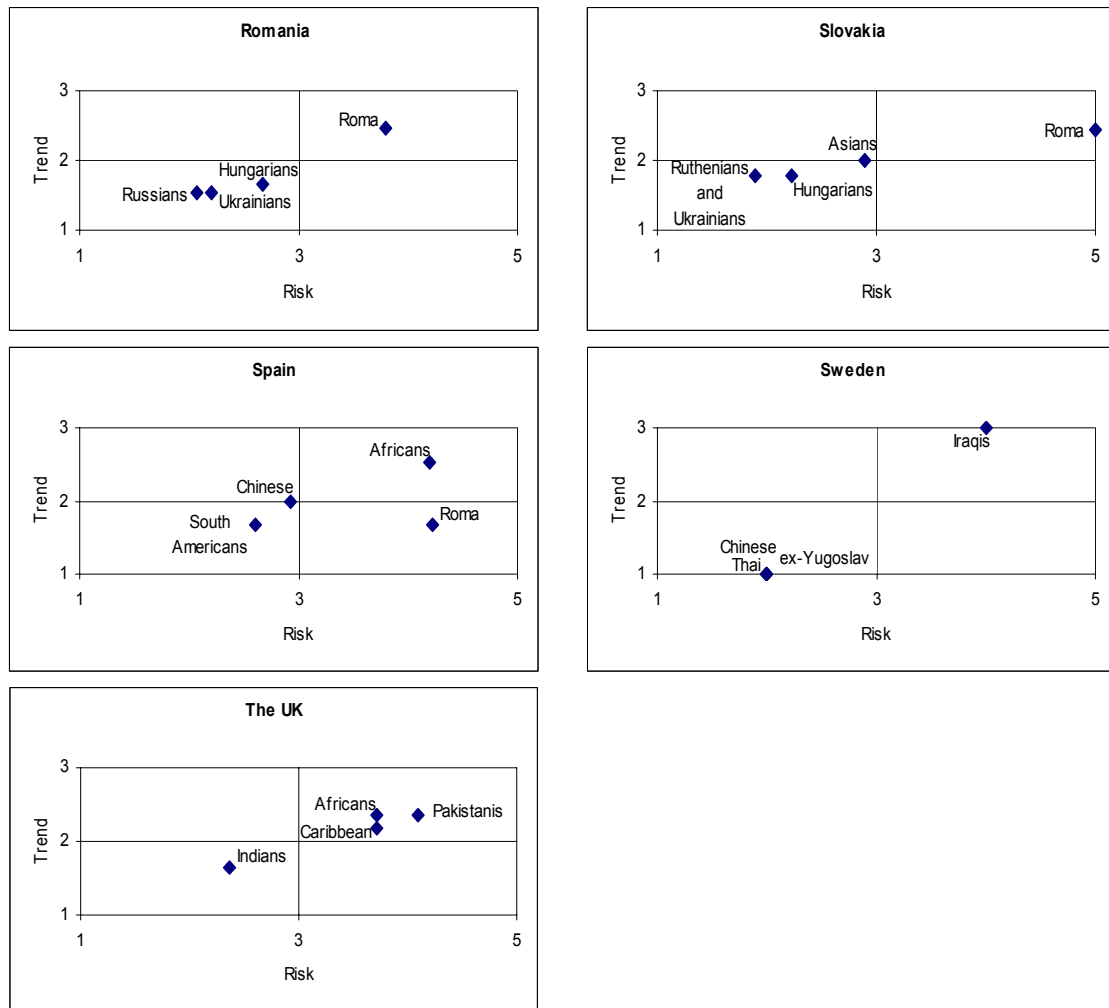 Romania
3
Roma
Trend
2
Hungarians
Russians
Ukrainians
1
1
3
5
Risk
Slovakia
3
Roma
Asians
Trend
2
Ruthenians
and
Ukrainians
Hungarians
1
1
3
5
Risk
Spain
3
Africans
Chinese
Trend
2
South
Americans
Roma
1
1
3
5
Risk
Sweden
3
Iraqis
Trend
2
Chinese
Thai
ex-Yugoslav
1
1
3
5
Risk
The UK
3
Africans
Pakistanis
Caribbean
Trend
2
Indians
1
1
3
5
Risk